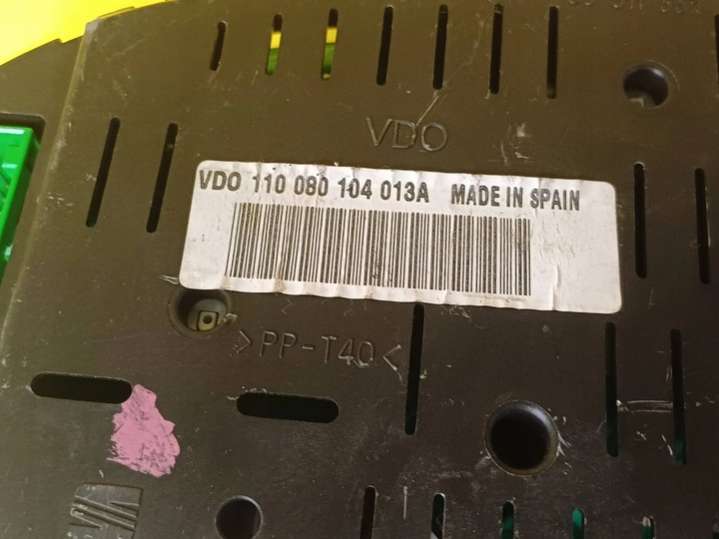 VDO
VDO 110 080 104 013A MADE IN SPAIN
>PP-T40<